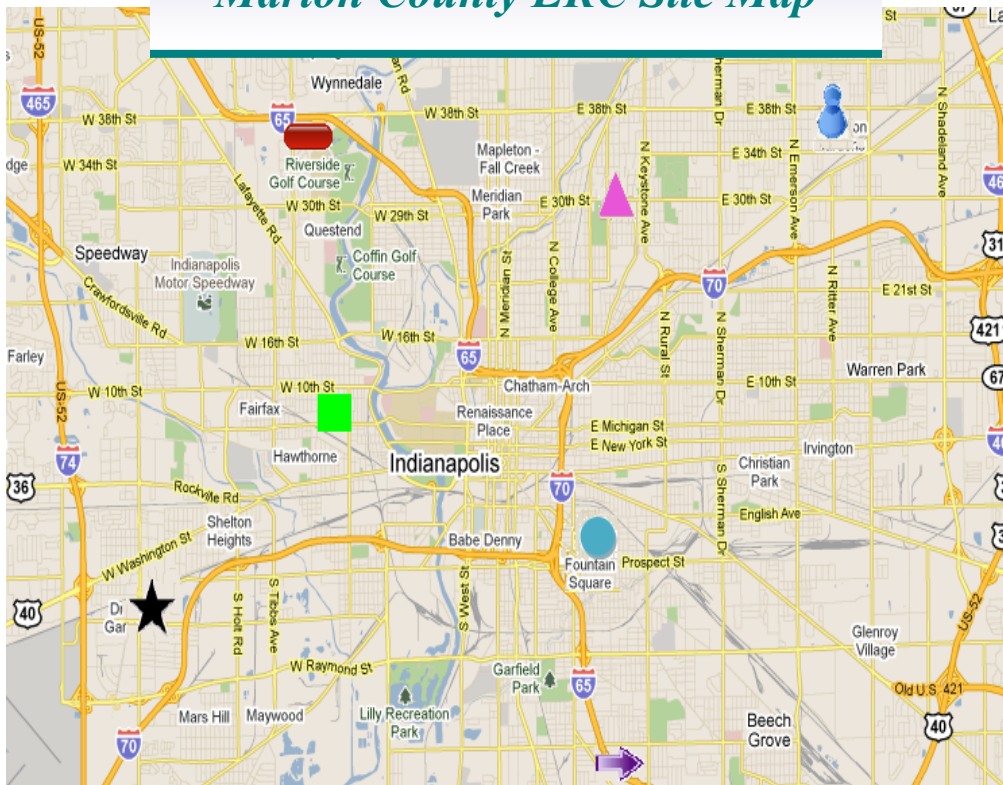 Marion County ERC Site Map
US-52
St
465
Wynnedale
W 38th St
65
W 38th St
E 38th St
E 38th St
N Shadeland Ave
W 34th St
Riverside
Golf Course
Mapleton -
Fall Creek
E 34th St
N Keystone Ave
N Emerson Ave
Lafayette Rd
W 30th St
W 29th St
Meridian
Park
E 30th St
E 30th St
Questend
Speedway
Indianapolis
Motor Speedway
Coffin Golf
Course
N Meridian St
N College Ave
31
70
Crawfordsville Rd
E 21st St
N Ritter Ave
W 16th St
W 16th St
N Rural St
N Sherman Dr
421
Farley
65
Warren Park
67
US-52
W 10th St
W 10th St
Chatham-Arch
E 10th St
Fairfax
Renaissance
Place
E Michigan St
E New York St
Hawthorne
Indianapolis
Irvington
Christian
Park
74
36
Rockville Rd
70
S Sherman Dr
English Ave
Shelton
Heights
W Washington St
Babe Denny
Fountain
Square
Prospect St
40
S Holt Rd
S Tibbs Ave
S West St
US-52
Glenroy
Village
W Raymond St
Garfield
Park
65
Old U.S. 421
Mars Hill
Maywood
Lilly Recreation
Park
Beech
Grove
40
70